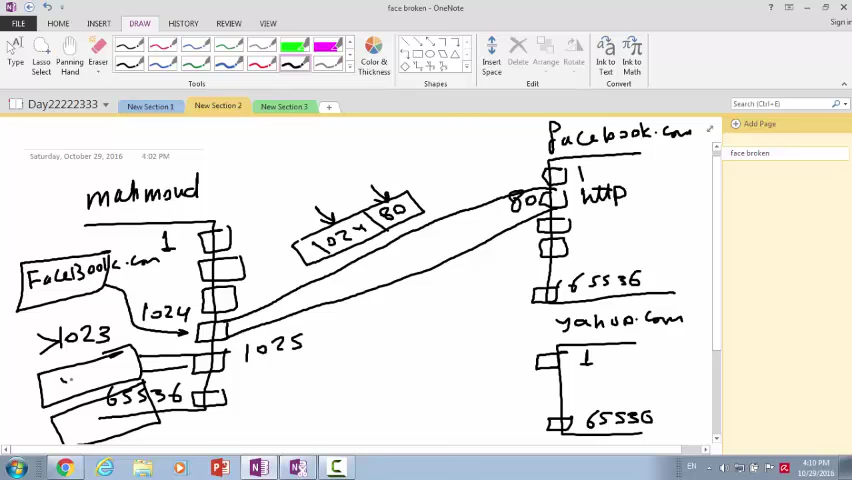 face broken - OneNote
Sign in
FILE HOME INSERT DRAW HISTORY REVIEW VIEW
Type Lasso Select Panning Hand Eraser Color & Thickness Insert Space Delete Arrange Rotate Ink to Text Ink to Math
Tools Shapes Edit Convert
Day22222333 New Section 1 New Section 2 New Section 3 Search (Ctrl+E)
Add Page
face broken
Saturday, October 29, 2016 4:02 PM
Facebook.com
1
80 http
65536
mahmoud
1
1024 80
FaceBook.com
1024
>1023
1025
65536
yahoo.com
1
65536
EN 4:10 PM
10/29/2016